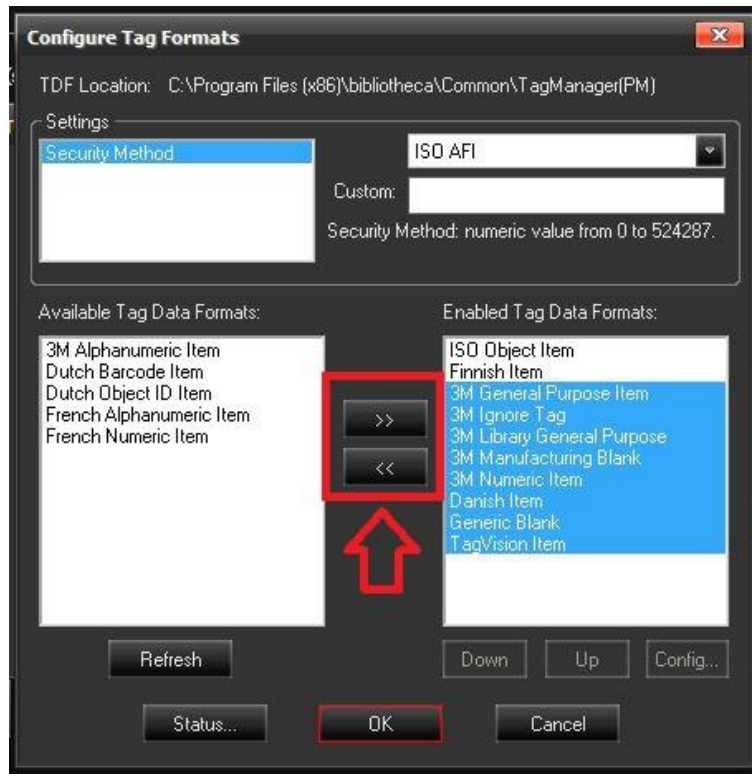 Configure Tag Formats
TDF Location: C:\Program Files (x86)\bibliotheca\Common\TagManager(PM)
Settings
Security Method
ISO AFI
Custom:
Security Method: numeric value from 0 to 524287.
Available Tag Data Formats:
3M Alphanumeric Item
Dutch Barcode Item
Dutch Object ID Item
French Alphanumeric Item
French Numeric Item
>>
<<
Enabled Tag Data Formats:
ISO Object Item
Finnish Item
3M General Purpose Item
3M Ignore Tag
3M Library General Purpose
3M Manufacturing Blank
3M Numeric Item
Danish Item
Generic Blank
TagVision Item
Refresh
Down
Up
Config...
Status...
OK
Cancel